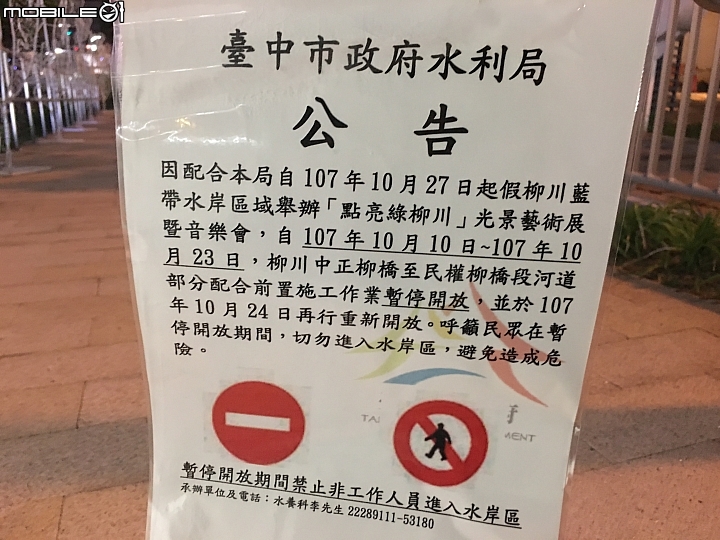 MOBILE01
臺中市政府水利局
公告
因配合本局自107年10月27日起假柳川藍
帶水岸區域舉辦「點亮綠柳川」光景藝術展
暨音樂會，自107年10月10日~107年10
月23日，柳川中正柳橋至民權柳橋段河道
部分配合前置施工作業暫停開放，並於107
年10月24日再行重新開放。呼籲民眾在暫
停開放期間，切勿進入水岸區，避免造成危
險。
暫停開放期間禁止非工作人員進入水岸區
承辦單位及電話：水養科李先生 22289111-53180